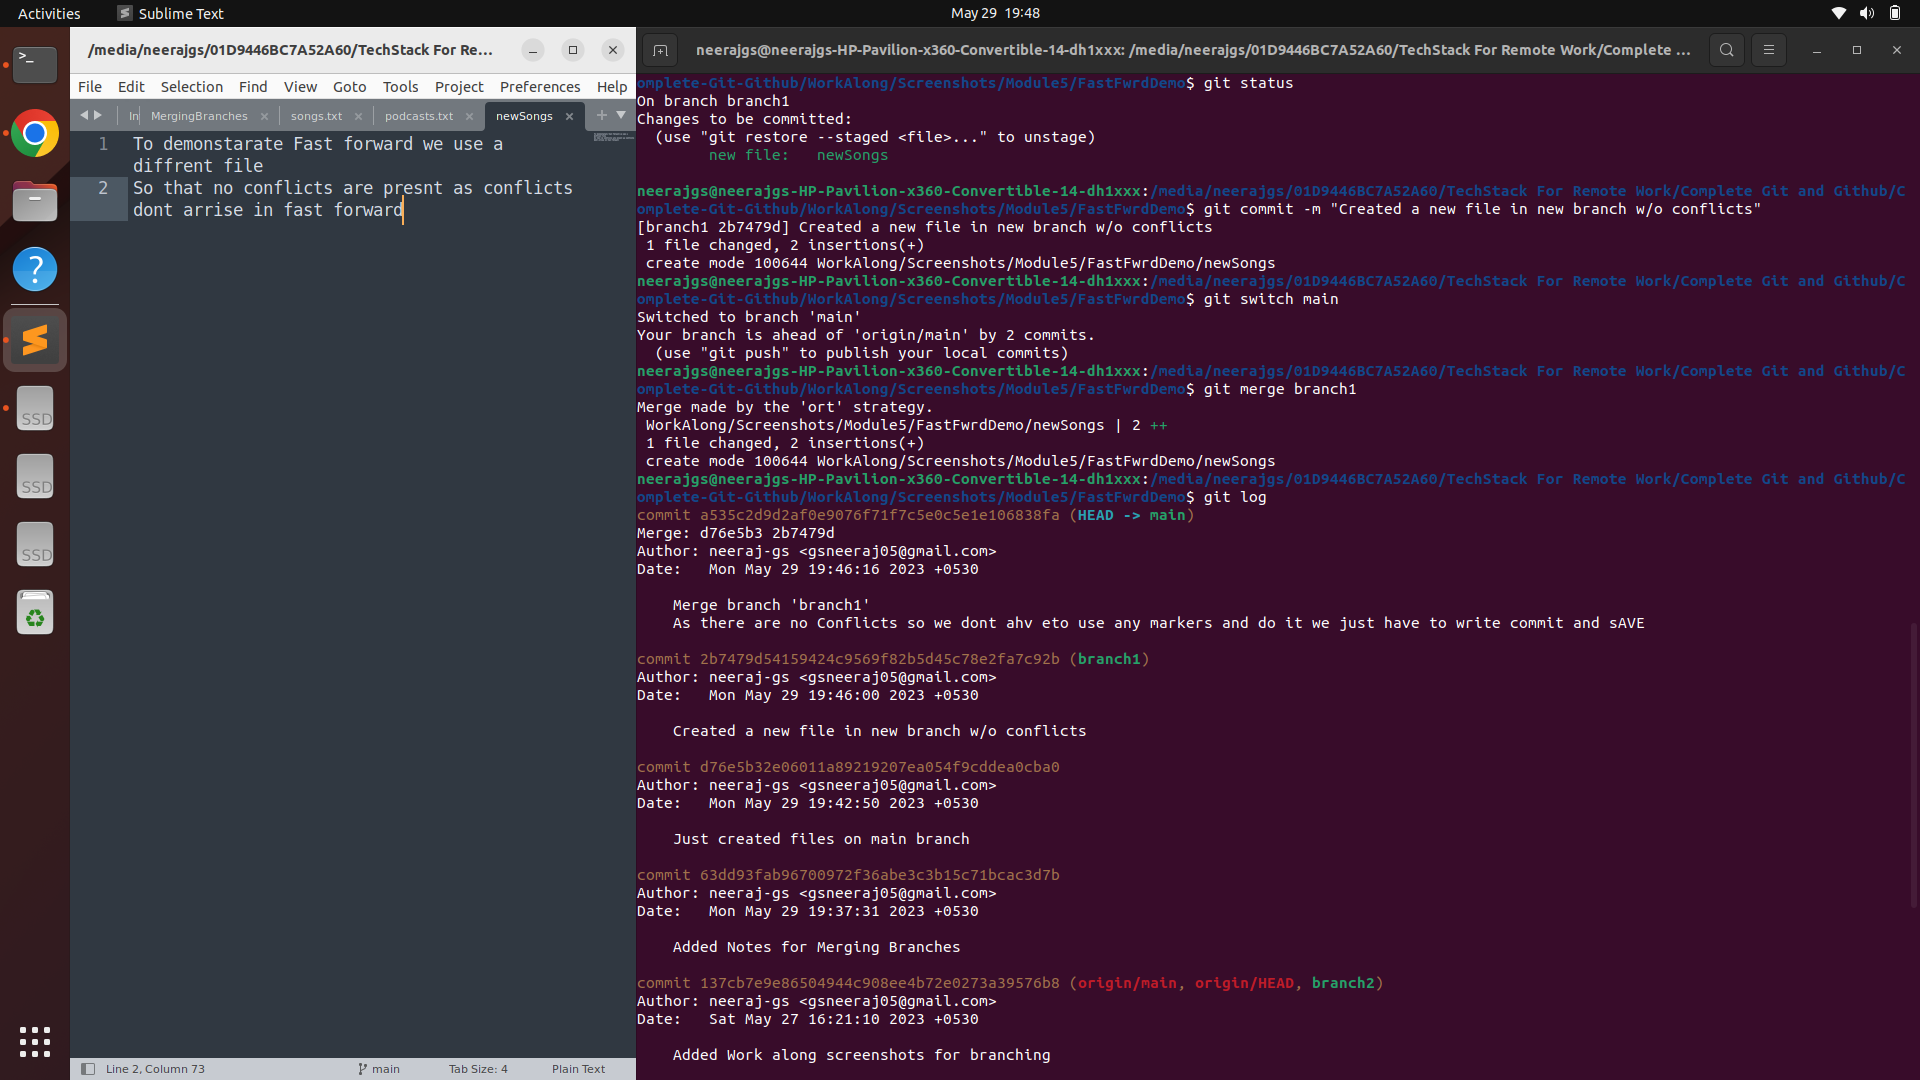 Activities
Sublime Text
May 29 19:48
/media/neerajgs/01D9446BC7A52A60/TechStack For Re...
File Edit Selection Find View Goto Tools Project Preferences Help
In MergingBranches songs.txt podcasts.txt newSongs
1 To demonstarate Fast forward we use a
diffrent file
2 So that no conflicts are presnt as conflicts
dont arrise in fast forward
SSD
SSD
SSD
Line 2, Column 73 main Tab Size: 4 Plain Text
neerajgs@neerajgs-HP-Pavilion-x360-Convertible-14-dh1xxx: /media/neerajgs/01D9446BC7A52A60/TechStack For Remote Work/Complete ...
omplete-Git-Github/WorkAlong/Screenshots/Module5/FastFwrdDemo$ git status
On branch branch1
Changes to be committed:
(use "git restore --staged <file>..." to unstage)
new file: newSongs
neerajgs@neerajgs-HP-Pavilion-x360-Convertible-14-dh1xxx:/media/neerajgs/01D9446BC7A52A60/TechStack For Remote Work/Complete Git and Github/C
omplete-Git-Github/WorkAlong/Screenshots/Module5/FastFwrdDemo$ git commit -m "Created a new file in new branch w/o conflicts"
[branch1 2b7479d] Created a new file in new branch w/o conflicts
1 file changed, 2 insertions(+)
create mode 100644 WorkAlong/Screenshots/Module5/FastFwrdDemo/newSongs
neerajgs@neerajgs-HP-Pavilion-x360-Convertible-14-dh1xxx:/media/neerajgs/01D9446BC7A52A60/TechStack For Remote Work/Complete Git and Github/C
omplete-Git-Github/WorkAlong/Screenshots/Module5/FastFwrdDemo$ git switch main
Switched to branch 'main'
Your branch is ahead of 'origin/main' by 2 commits.
(use "git push" to publish your local commits)
neerajgs@neerajgs-HP-Pavilion-x360-Convertible-14-dh1xxx:/media/neerajgs/01D9446BC7A52A60/TechStack For Remote Work/Complete Git and Github/C
omplete-Git-Github/WorkAlong/Screenshots/Module5/FastFwrdDemo$ git merge branch1
Merge made by the 'ort' strategy.
WorkAlong/Screenshots/Module5/FastFwrdDemo/newSongs | 2 ++
1 file changed, 2 insertions(+)
create mode 100644 WorkAlong/Screenshots/Module5/FastFwrdDemo/newSongs
neerajgs@neerajgs-HP-Pavilion-x360-Convertible-14-dh1xxx:/media/neerajgs/01D9446BC7A52A60/TechStack For Remote Work/Complete Git and Github/C
omplete-Git-Github/WorkAlong/Screenshots/Module5/FastFwrdDemo$ git log
commit a535c2d9d2af0e9076f71f7c5e0c5e1e106838fa (HEAD -> main)
Merge: d76e5b3 2b7479d
Author: neeraj-gs <gsneeraj05@gmail.com>
Date: Mon May 29 19:46:16 2023 +0530
Merge branch 'branch1'
As there are no Conflicts so we dont ahv eto use any markers and do it we just have to write commit and sAVE
commit 2b7479d54159424c9569f82b5d45c78e2fa7c92b (branch1)
Author: neeraj-gs <gsneeraj05@gmail.com>
Date: Mon May 29 19:46:00 2023 +0530
Created a new file in new branch w/o conflicts
commit d76e5b32e06011a89219207ea054f9cddea0cba0
Author: neeraj-gs <gsneeraj05@gmail.com>
Date: Mon May 29 19:42:50 2023 +0530
Just created files on main branch
commit 63dd93fab96700972f36abe3c3b15c71bcac3d7b
Author: neeraj-gs <gsneeraj05@gmail.com>
Date: Mon May 29 19:37:31 2023 +0530
Added Notes for Merging Branches
commit 137cb7e9e86504944c908ee4b72e0273a39576b8 (origin/main, origin/HEAD, branch2)
Author: neeraj-gs <gsneeraj05@gmail.com>
Date: Sat May 27 16:21:10 2023 +0530
Added Work along screenshots for branching